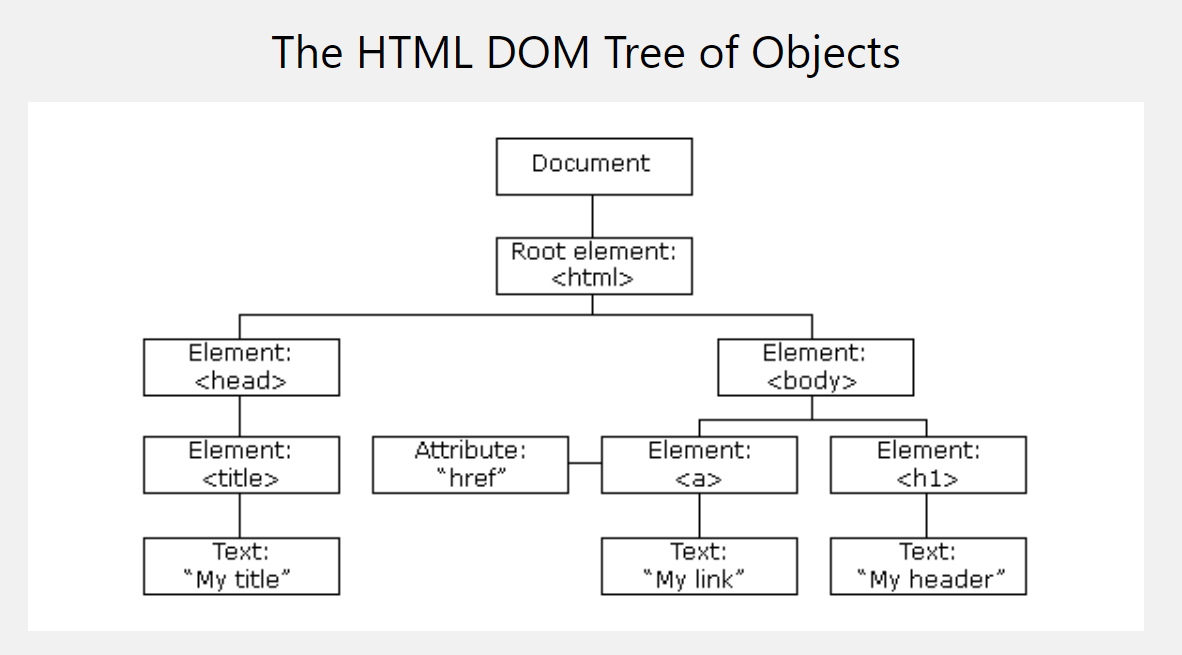 The HTML DOM Tree of Objects
Document
Root element:
<html>
Element:
<head>
Element:
<body>
Element:
<title>
Attribute:
“href”
Element:
<a>
Element:
<h1>
Text:
“My title”
Text:
“My link”
Text:
“My header”